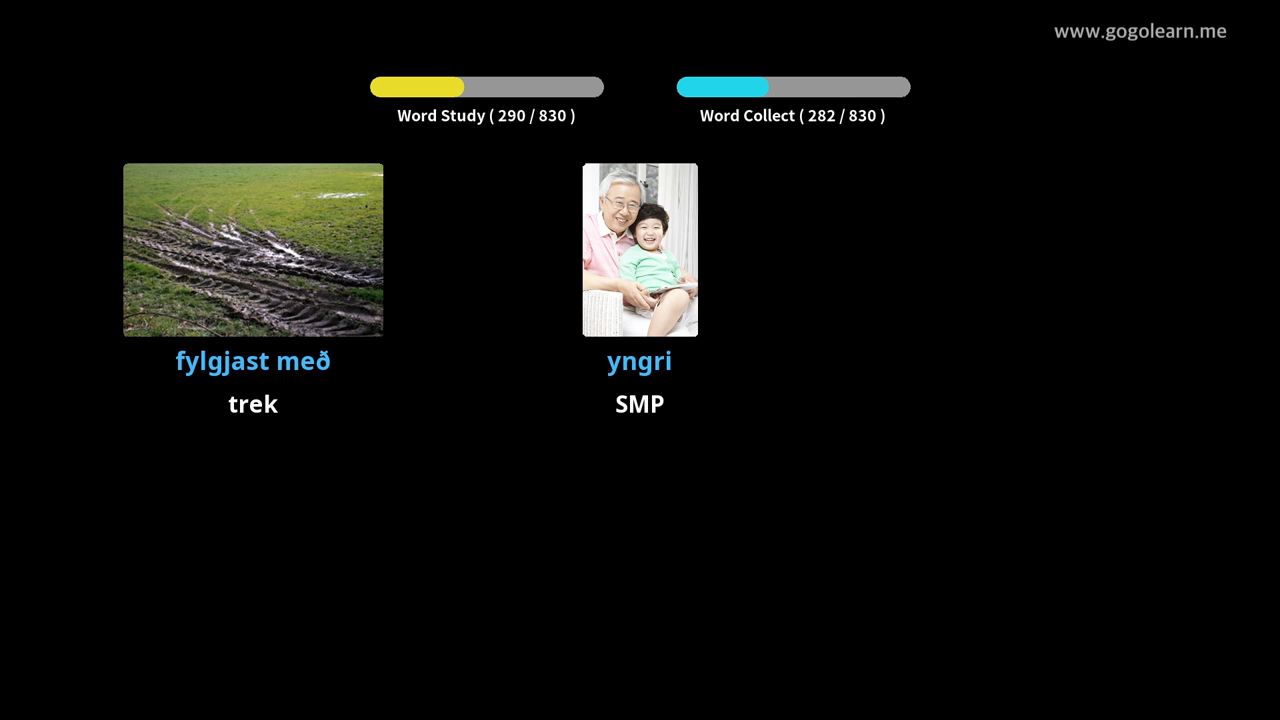 www.gogolearn.me
Word Study ( 290 / 830 )
Word Collect ( 282 / 830 )
fylgjast með
yngri
trek
SMP